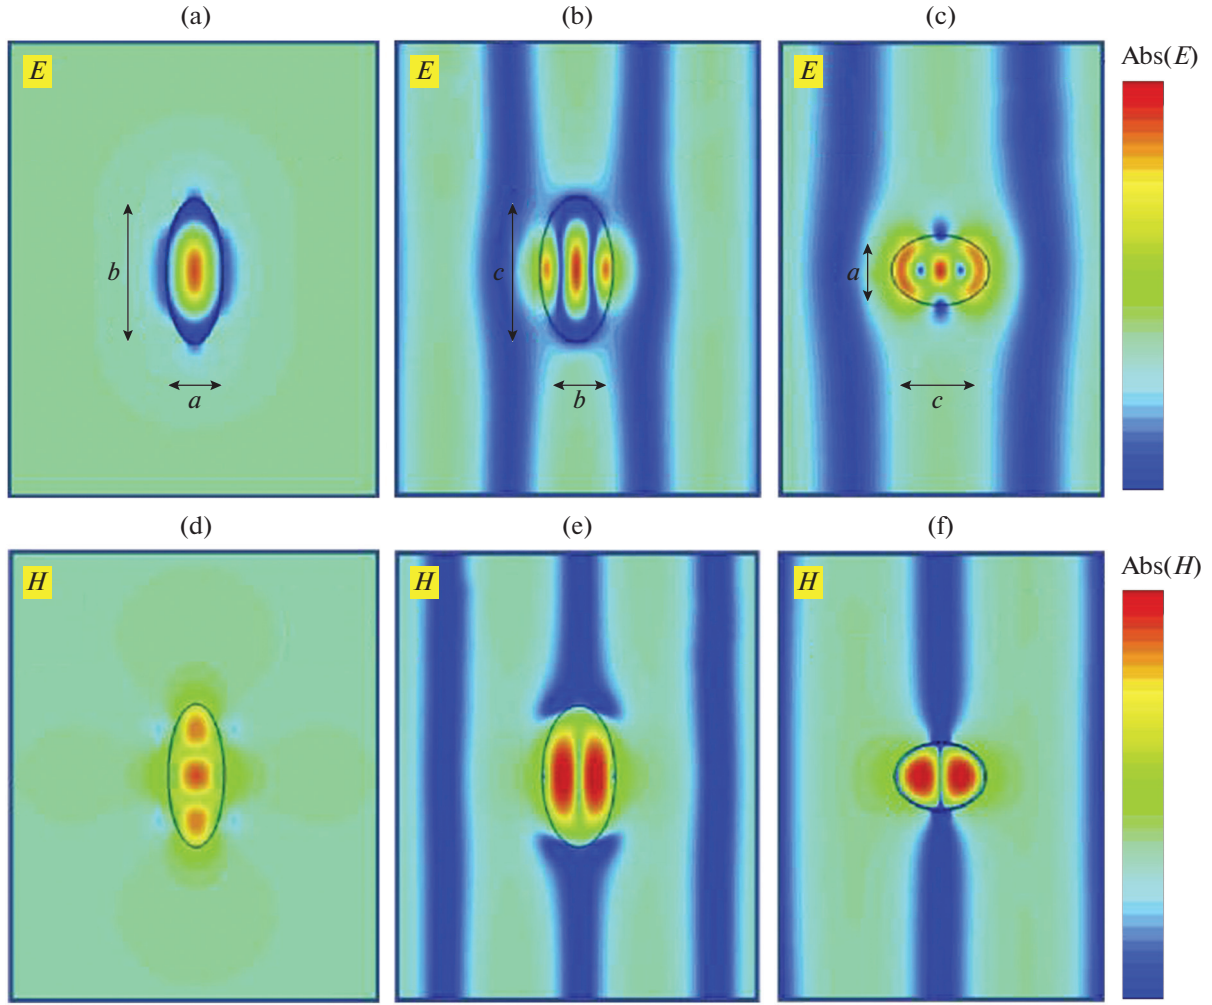 (a) (b) (c)
E E E Abs(E)
b c a
a b c
(d) (e) (f)
H H H Abs(H)